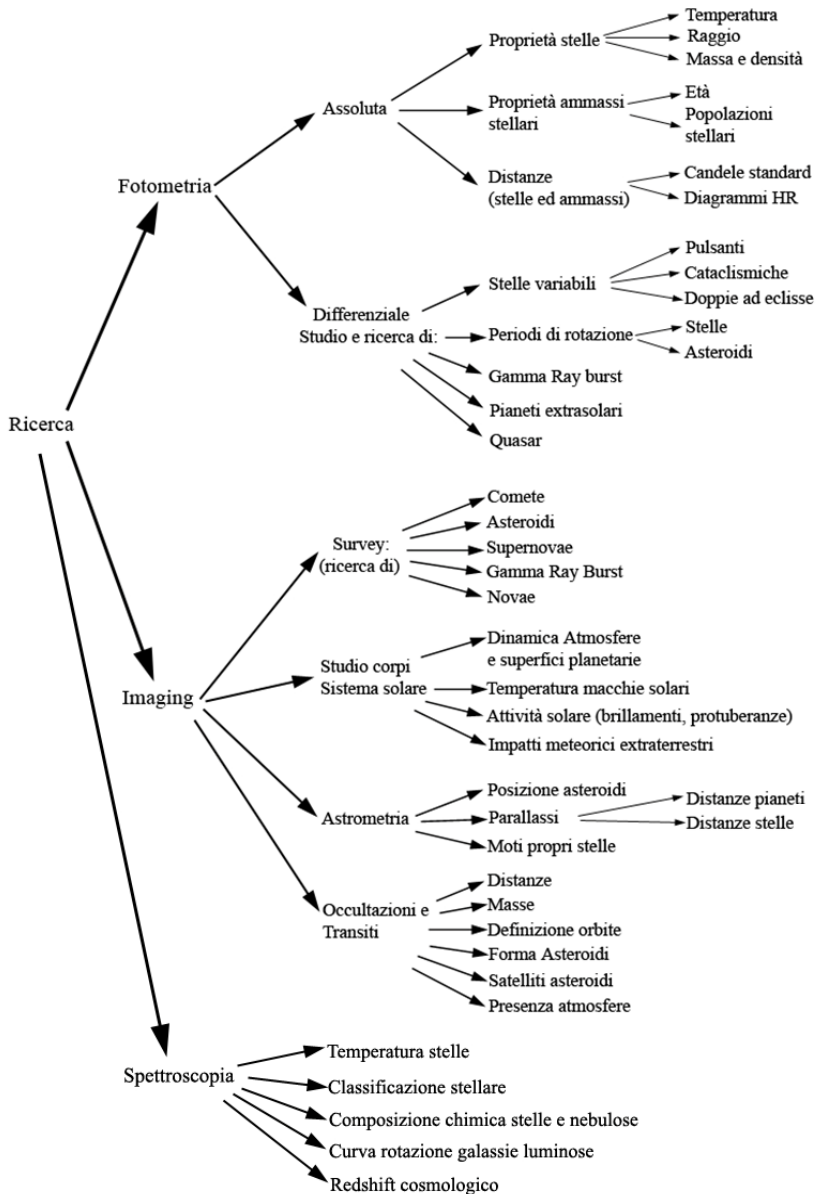 Ricerca
Fotometria
Assoluta
Proprietà stelle
Temperatura
Raggio
Massa e densità
Proprietà ammassi
stellari
Età
Popolazioni
stellari
Distanze
(stelle ed ammassi)
Candele standard
Diagrammi HR
Differenziale
Studio e ricerca di:
Stelle variabili
Pulsanti
Cataclismiche
Doppie ad eclisse
Periodi di rotazione
Stelle
Asteroidi
Gamma Ray burst
Pianeti extrasolari
Quasar
Imaging
Survey:
(ricerca di)
Comete
Asteroidi
Supernovae
Gamma Ray Burst
Novae
Studio corpi
Sistema solare
Dinamica Atmosfere
e superfici planetarie
Temperatura macchie solari
Attività solare (brillamenti, protuberanze)
Impatti meteorici extraterrestri
Astrometria
Posizione asteroidi
Parallassi
Distanze pianeti
Distanze stelle
Moti propri stelle
Occultazioni e
Transiti
Distanze
Masse
Definizione orbite
Forma Asteroidi
Satelliti asteroidi
Presenza atmosfere
Spettroscopia
Temperatura stelle
Classificazione stellare
Composizione chimica stelle e nebulose
Curva rotazione galassie luminose
Redshift cosmologico